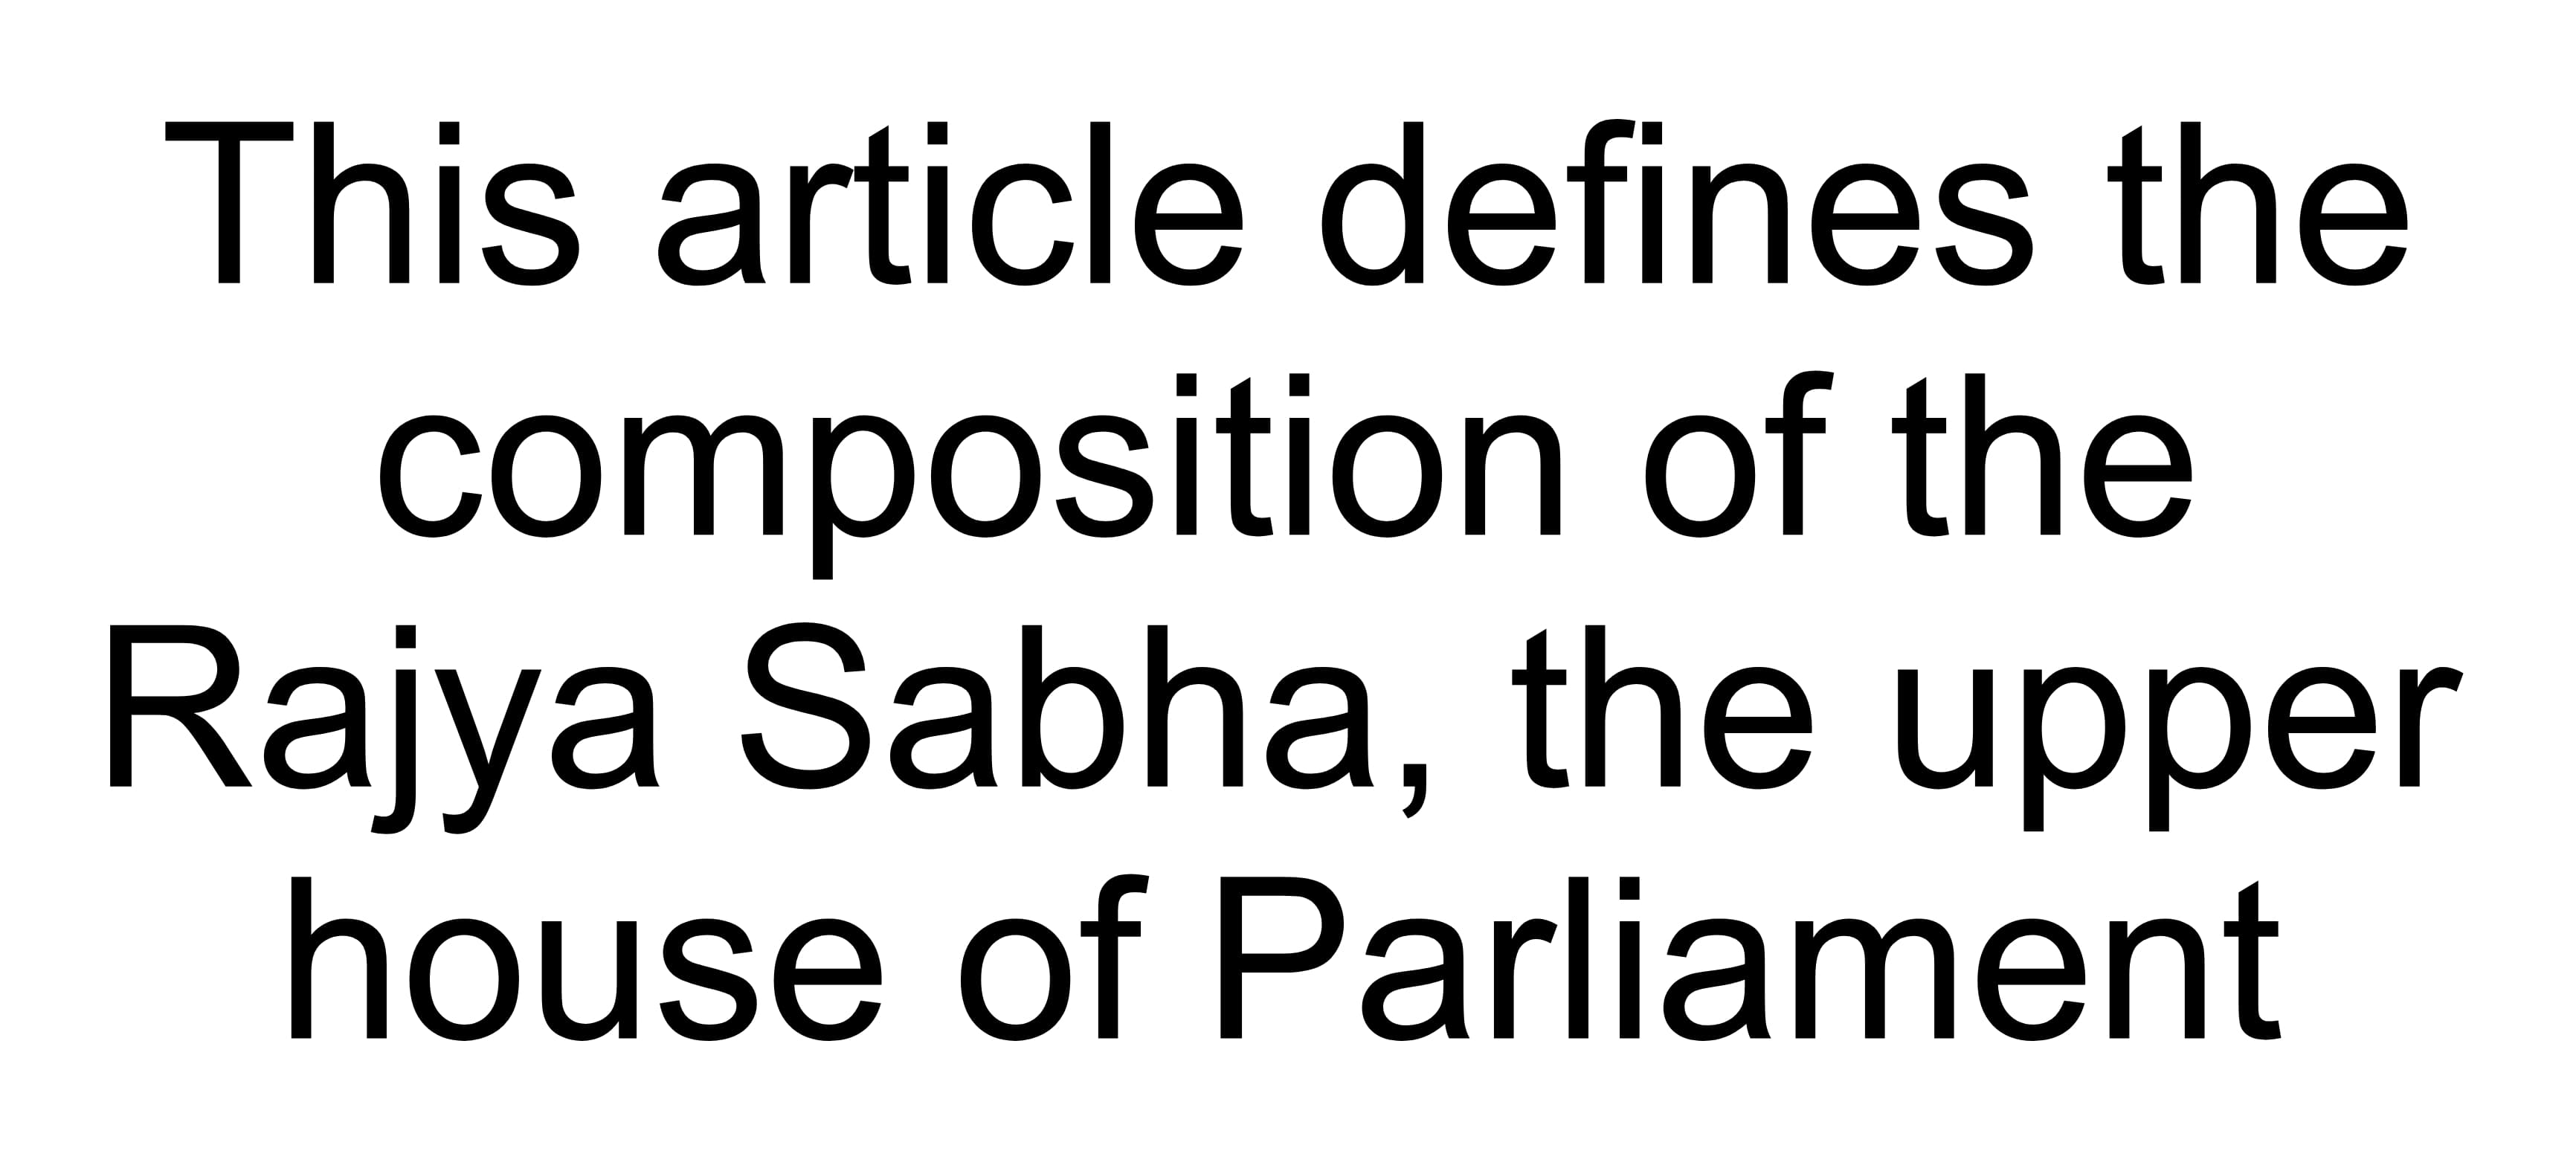 This article defines the
composition of the
Rajya Sabha, the upper
house of Parliament